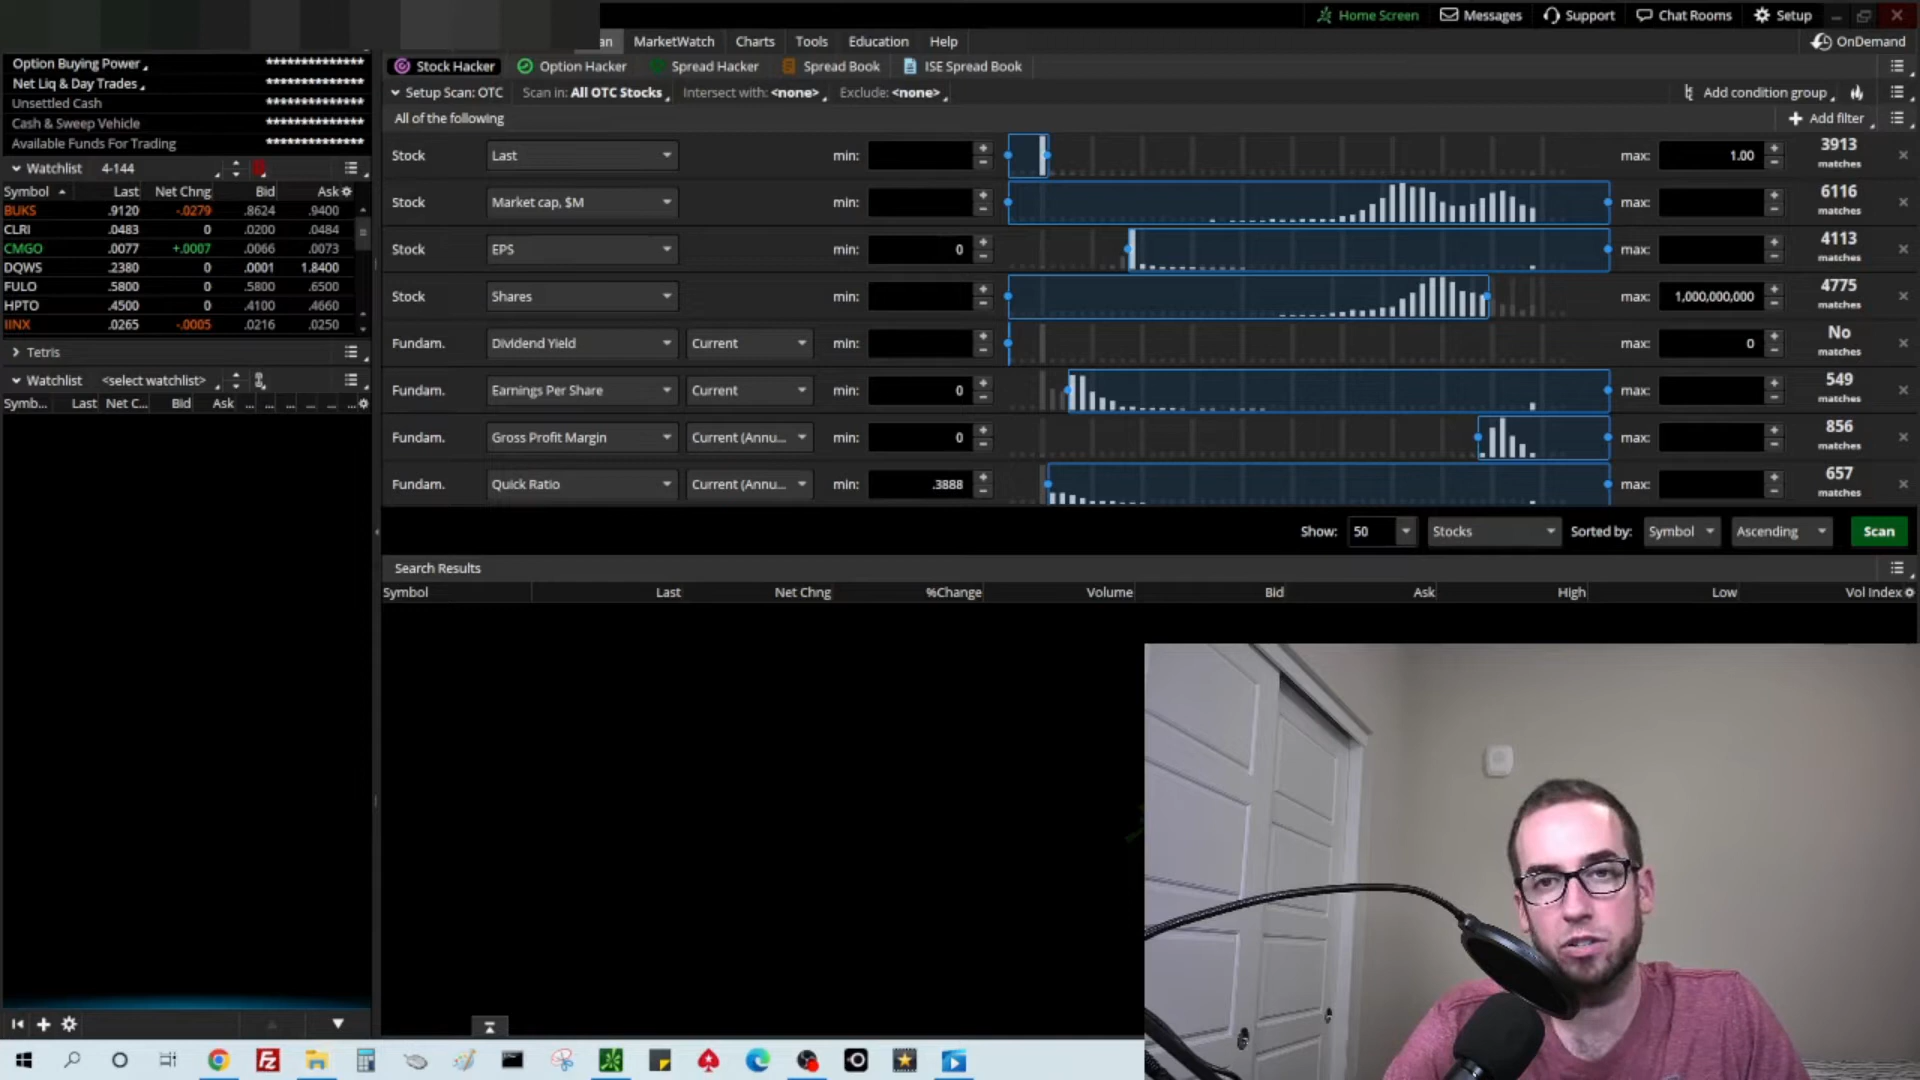 Home Screen Messages Support Chat Rooms Setup
an MarketWatch Charts Tools Education Help OnDemand
Option Buying Power **************
Net Liq & Day Trades **************
Unsettled Cash **************
Cash & Sweep Vehicle **************
Available Funds For Trading **************
Watchlist 4-144
Symbol Last Net Chng Bid Ask
BUKS .9120 -.0279 .8624 .9400
CLRI .0483 0 .0200 .0484
CMGO .0077 +.0007 .0066 .0073
DQWS .2380 0 .0001 1.8400
FULO .5800 0 .5800 .6500
HPTO .4500 0 .4100 .4660
IINX .0265 -.0005 .0216 .0250
Tetris
Watchlist <select watchlist>
Symb... Last Net C... Bid Ask ... ... ... ... ... ...
Stock Hacker Option Hacker Spread Hacker Spread Book ISE Spread Book
Setup Scan: OTC Scan in: All OTC Stocks Intersect with: <none> Exclude: <none> Add condition group
All of the following Add filter
Stock Last min: max: 1.00 3913 matches
Stock Market cap, $M min: max: 6116 matches
Stock EPS min: 0 max: 4113 matches
Stock Shares min: max: 1,000,000,000 4775 matches
Fundam. Dividend Yield Current min: max: 0 No matches
Fundam. Earnings Per Share Current min: 0 max: 549 matches
Fundam. Gross Profit Margin Current (Annu... min: 0 max: 856 matches
Fundam. Quick Ratio Current (Annu... min: .3888 max: 657 matches
Show: 50 Stocks Sorted by: Symbol Ascending Scan
Search Results
Symbol Last Net Chng %Change Volume Bid Ask High Low Vol Index